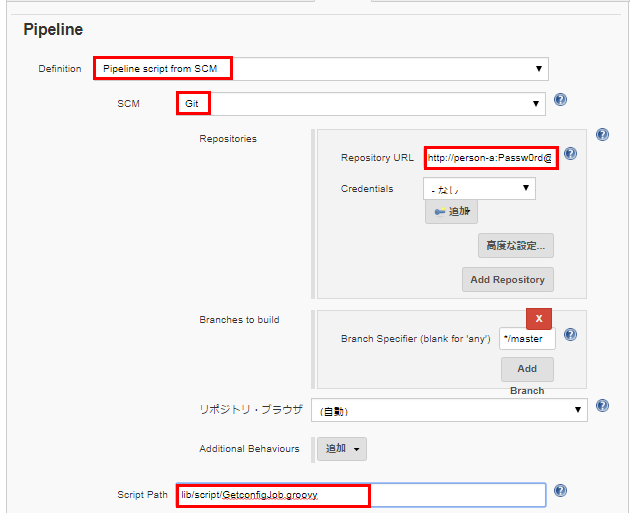 Pipeline
Definition Pipeline script from SCM
SCM Git
Repositories
Repository URL http://person-a:Passw0rd@
Credentials - なし
追加
高度な設定...
Add Repository
Branches to build
X
Branch Specifier (blank for 'any') */master
Add
Branch
リポジトリ・ブラウザ (自動)
Additional Behaviours 追加
Script Path lib/script/GetconfigJob.groovy